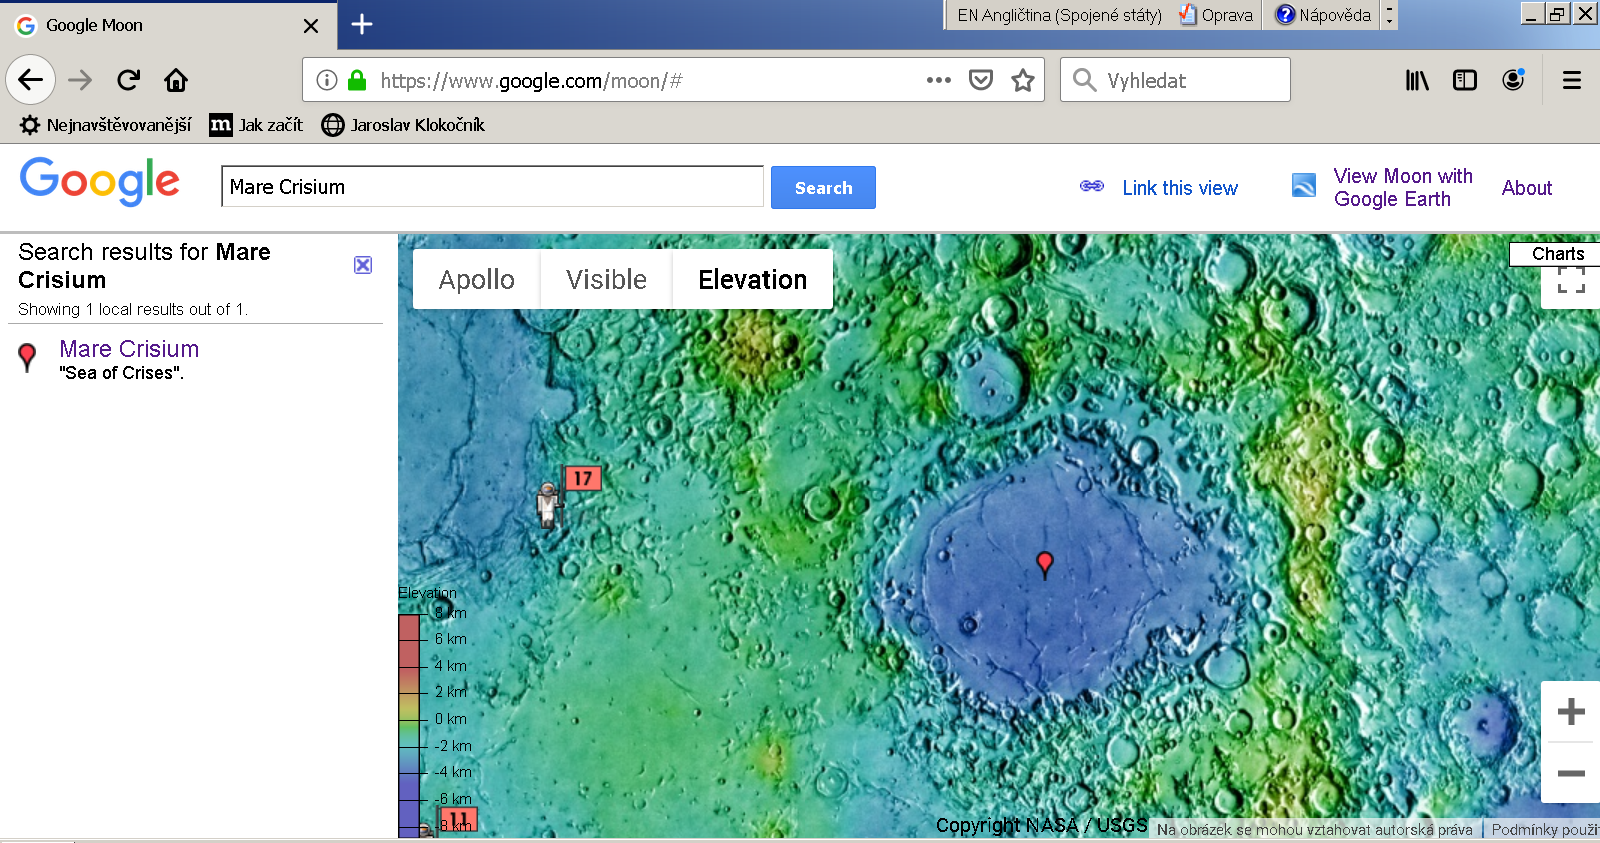 EN Angličtina (Spojené státy) Oprava Nápověda
Google Moon
https://www.google.com/moon/#
Vyhledat
Nejnavštěvovanější Jak začít Jaroslav Klokočník
Google
Mare Crisium
Search
Link this view
View Moon with
Google Earth
About
Search results for Mare
Crisium
Showing 1 local results out of 1.
Mare Crisium
"Sea of Crises".
Apollo Visible Elevation
Charts
17
Elevation
8 km
6 km
4 km
2 km
0 km
-2 km
-4 km
-6 km
-8 km
11
Copyright NASA / USGS
Na obrázek se mohou vztahovat autorská práva
Podmínky použi